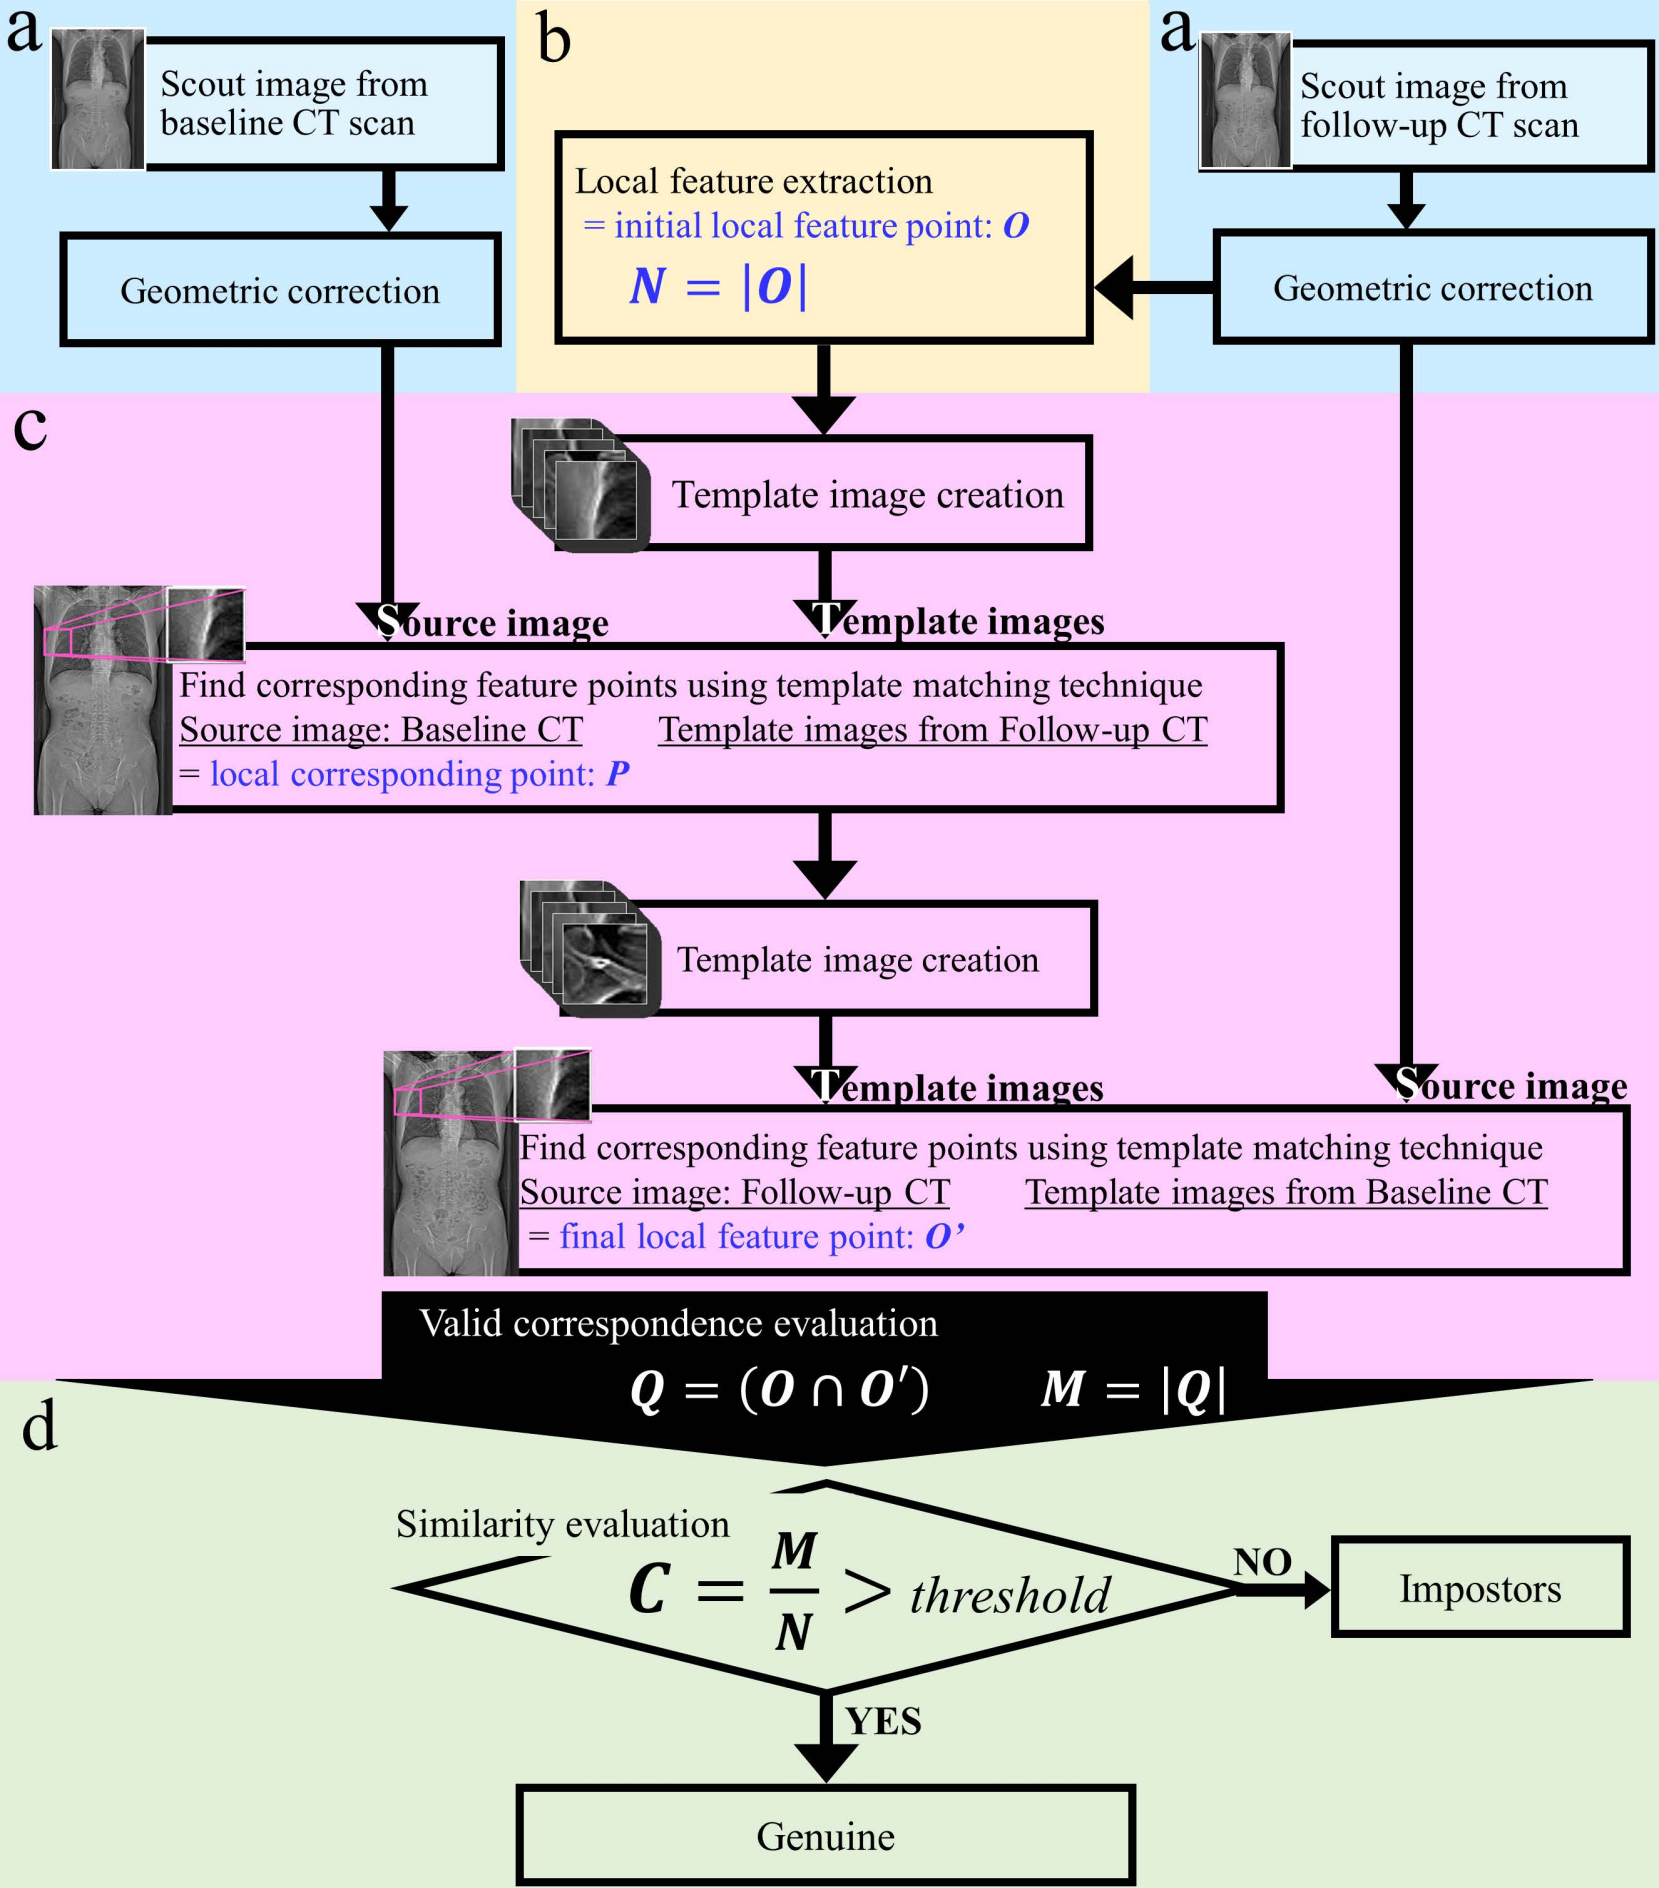 a
Scout image from
baseline CT scan
Geometric correction
b
Local feature extraction
= initial local feature point: O
N = |O|
a
Scout image from
follow-up CT scan
Geometric correction
c
Template image creation
Source image
Template images
Find corresponding feature points using template matching technique
Source image: Baseline CT Template images from Follow-up CT
= local corresponding point: P
Template image creation
Template images
Source image
Find corresponding feature points using template matching technique
Source image: Follow-up CT Template images from Baseline CT
= final local feature point: O’
Valid correspondence evaluation
Q = (O ∩ O′) M = |Q|
d
Similarity evaluation
C = M/N > threshold
NO
Impostors
YES
Genuine